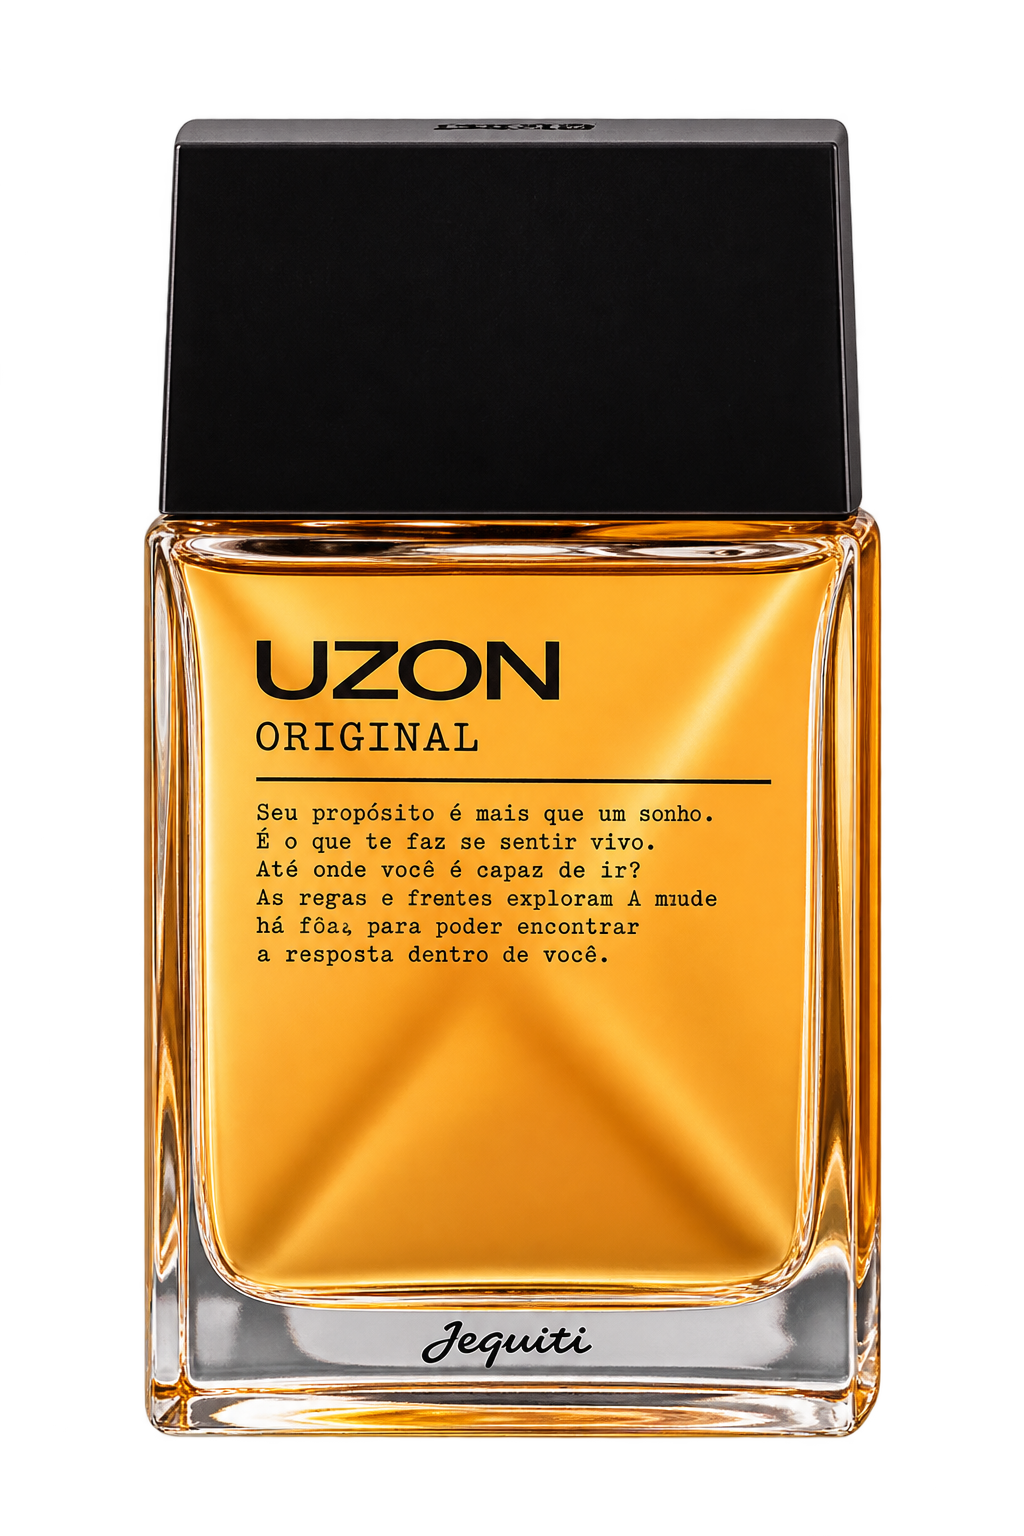 UZON
ORIGINAL
Seu propósito é mais que um sonho.
É o que te faz se sentir vivo.
Até onde você é capaz de ir?
As regas e frentes exploram A
há para poder encontrar
a resposta dentro de você.
Jequiti